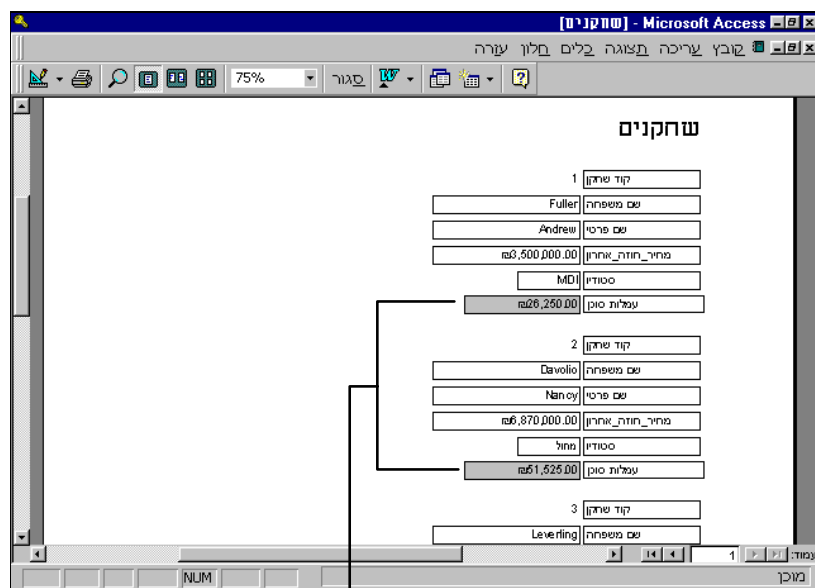 [שחקנים] - Microsoft Access
קובץ עריכה תצוגה כלים חלון עזרה
75% סגור
שחקנים
קוד שחקן 1
שם משפחה Fuller
שם פרטי Andrew
מחיר_חוזה_אחרון ₪3,500,000.00
סטודיו MDI
עמלות סוכן ₪26,250.00
קוד שחקן 2
שם משפחה Davolio
שם פרטי Nancy
מחיר_חוזה_אחרון ₪6,870,000.00
סטודיו מחול
עמלות סוכן ₪51,525.00
קוד שחקן 3
שם משפחה Leverling
עמוד: 1
מוכן NUM